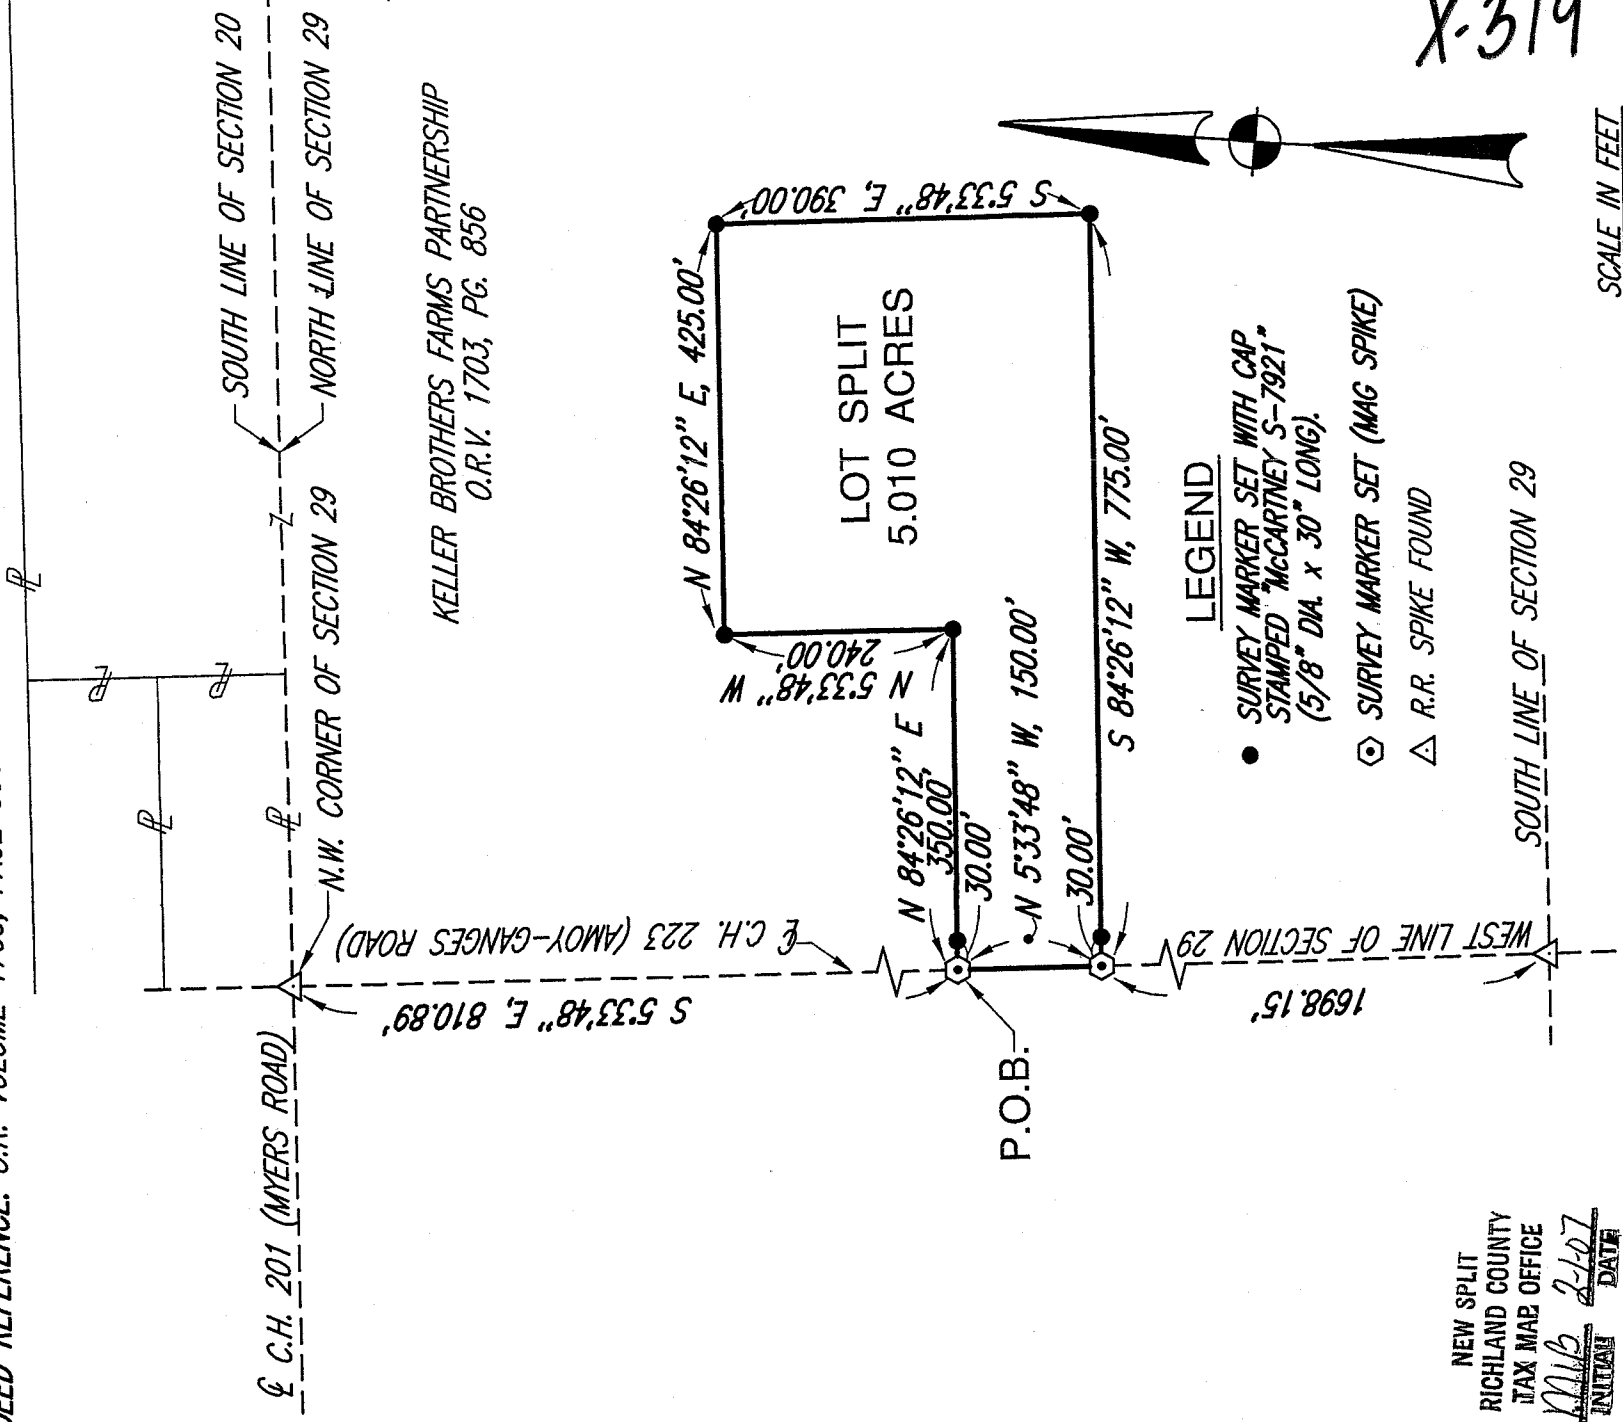 X-319
SOUTH LINE OF SECTION 20
NORTH LINE OF SECTION 29
KELLER BROTHERS FARMS PARTNERSHIP
O.R.V. 1703, PG. 856
N.W. CORNER OF SECTION 29
℄ C.H. 201 (MYERS ROAD)
℄ C.H. 223 (AMOY-GANGES ROAD)
S 5°33'48" E, 810.89'
N 84°26'12" E, 425.00'
S 5°33'48" E, 390.00'
N 5°33'48" W
240.00'
LOT SPLIT
5.010 ACRES
N 84°26'12" E
350.00'
30.00'
N 5°33'48" W, 150.00'
30.00'
S 84°26'12" W, 775.00'
P.O.B.
WEST LINE OF SECTION 29
1698.15'
SOUTH LINE OF SECTION 29
LEGEND
SURVEY MARKER SET WITH CAP
STAMPED "McCARTNEY S-7921"
(5/8" DIA. x 30" LONG).
SURVEY MARKER SET (MAG SPIKE)
R.R. SPIKE FOUND
SCALE IN FEET
NEW SPLIT
RICHLAND COUNTY
TAX MAP OFFICE
2-1-07
INITIAL DATE